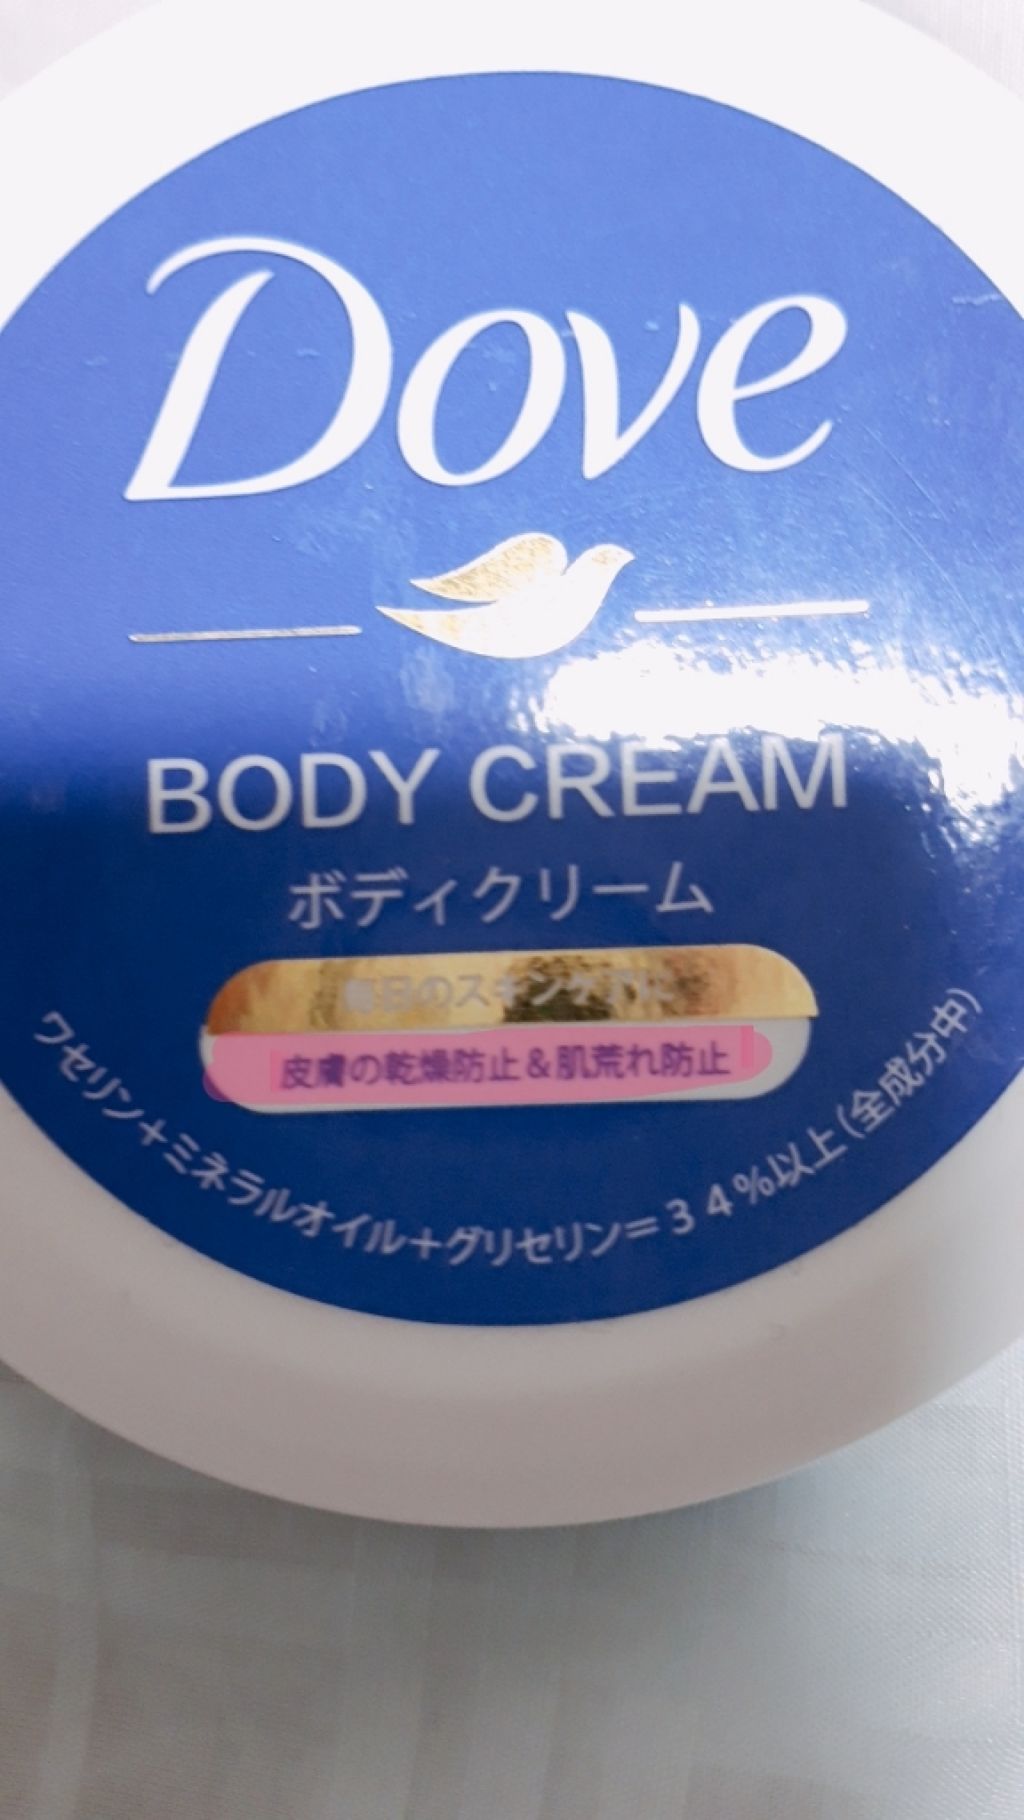 Dove
BODY CREAM
ボディクリーム
毎日のスキンケアに
皮膚の乾燥防止&肌荒れ防止
ワセリン+ミネラルオイル+グリセリン=34%以上(全成分中)